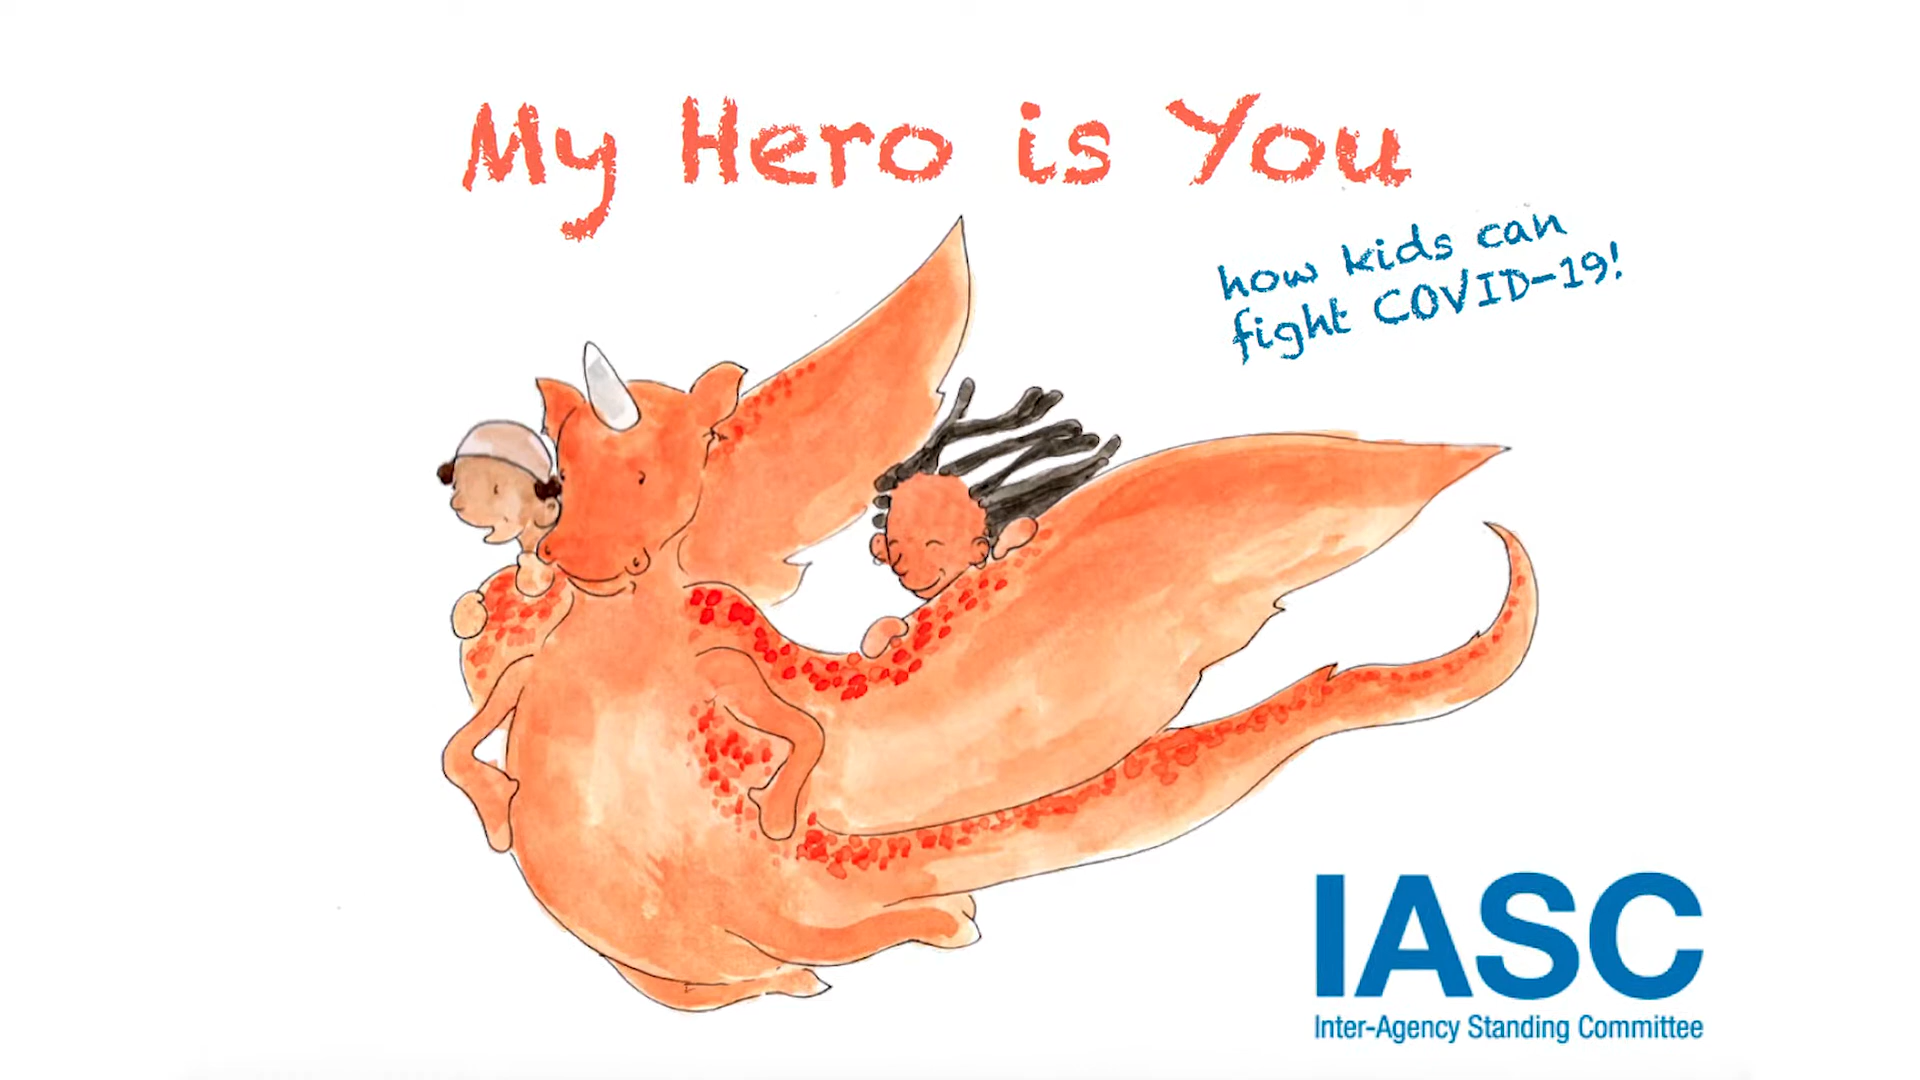 My Hero is You
how kids can
fight COVID-19!
IASC
Inter-Agency Standing Committee